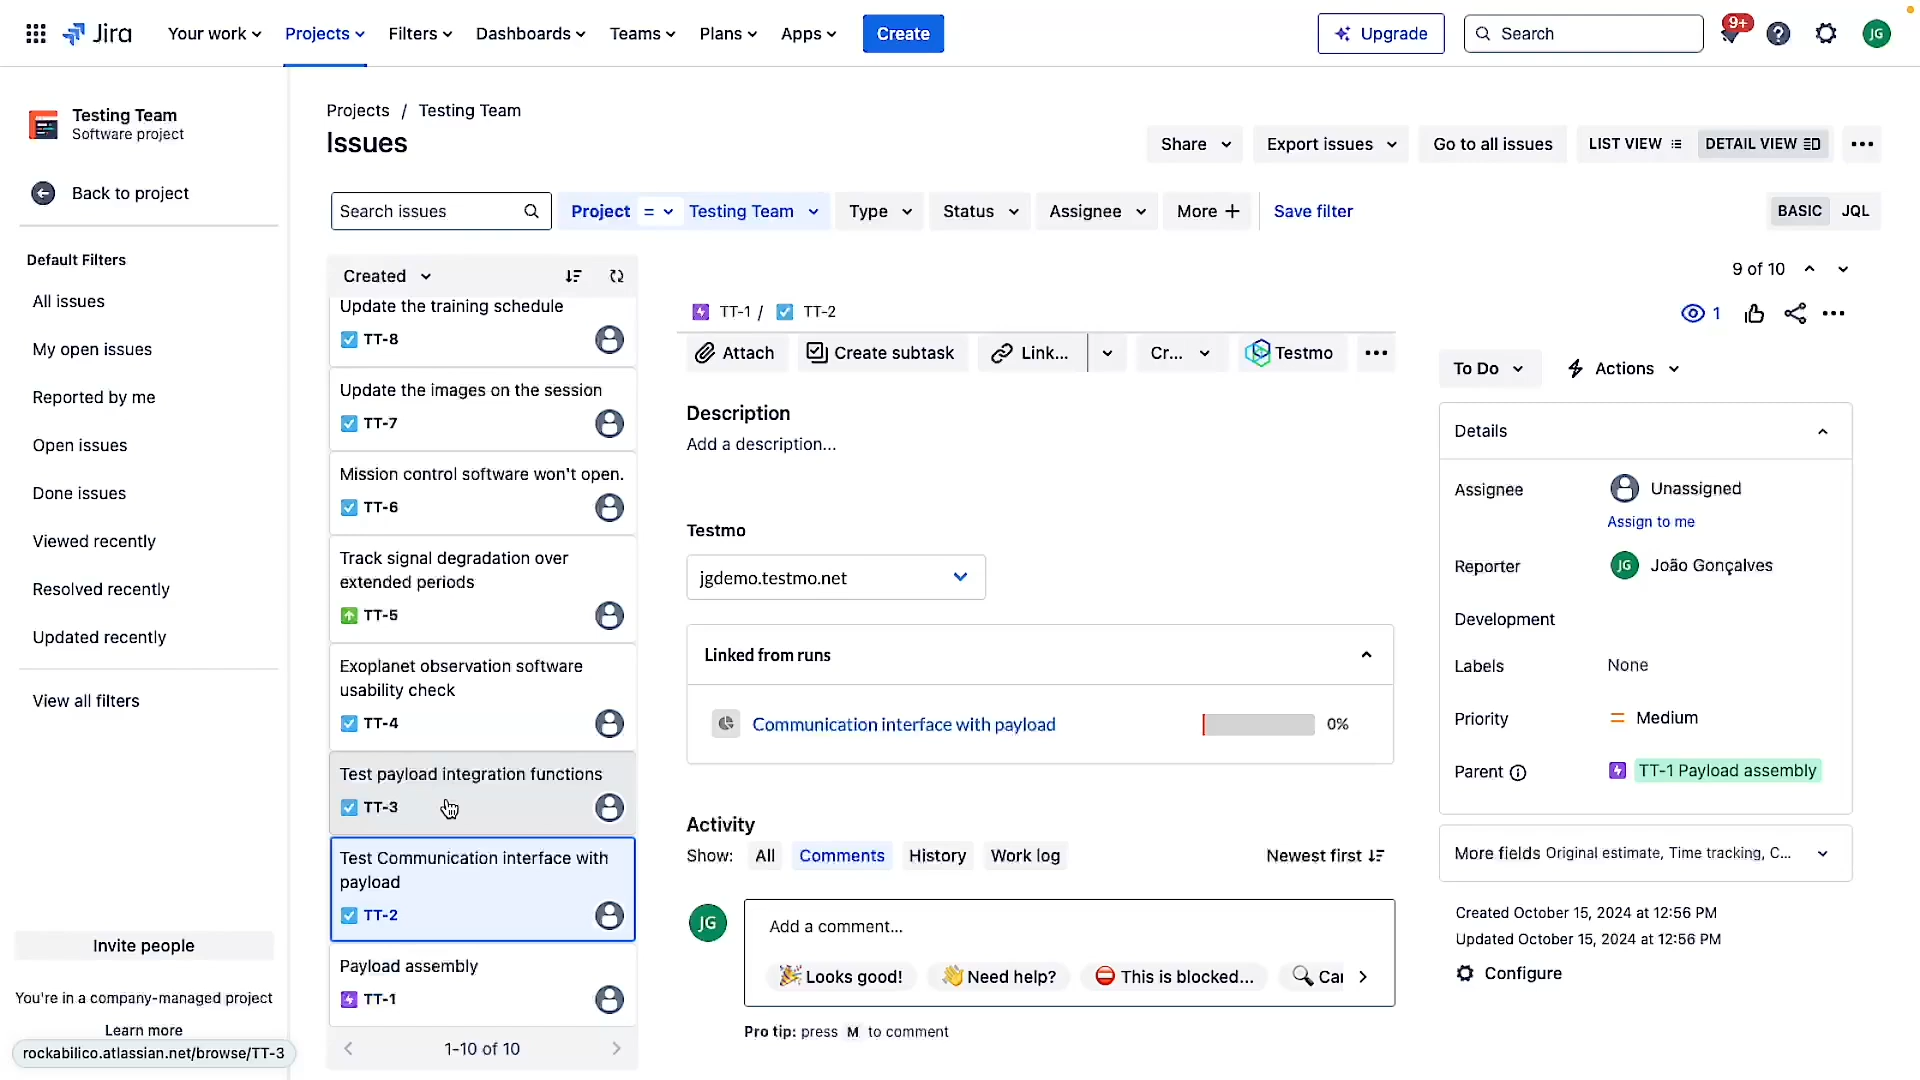 Jira
Your work
Projects
Filters
Dashboards
Teams
Plans
Apps
Create
Upgrade
Search
9+
JG
Testing Team
Software project
Back to project
Default Filters
All issues
My open issues
Reported by me
Open issues
Done issues
Viewed recently
Resolved recently
Updated recently
View all filters
Invite people
You're in a company-managed project
Learn more
rockabilico.atlassian.net/browse/TT-3
Projects / Testing Team
Issues
Share
Export issues
Go to all issues
LIST VIEW
DETAIL VIEW
Search issues
Project = Testing Team
Type
Status
Assignee
More +
Save filter
BASIC
JQL
Created
Update the training schedule
TT-8
Update the images on the session
TT-7
Mission control software won't open.
TT-6
Track signal degradation over
extended periods
TT-5
Exoplanet observation software
usability check
TT-4
Test payload integration functions
TT-3
Test Communication interface with
payload
TT-2
Payload assembly
TT-1
1-10 of 10
9 of 10
TT-1 / TT-2
1
Attach
Create subtask
Link...
Cr...
Testmo
Description
Add a description...
Testmo
jgdemo.testmo.net
Linked from runs
Communication interface with payload
0%
Activity
Show:
All
Comments
History
Work log
Newest first
JG
Add a comment...
🎉 Looks good!
👋 Need help?
⛔ This is blocked...
🔍 Car
Pro tip: press M to comment
To Do
Actions
Details
Assignee
Unassigned
Assign to me
Reporter
JG João Gonçalves
Development
Labels
None
Priority
Medium
Parent
TT-1 Payload assembly
More fields Original estimate, Time tracking, C...
Created October 15, 2024 at 12:56 PM
Updated October 15, 2024 at 12:56 PM
Configure